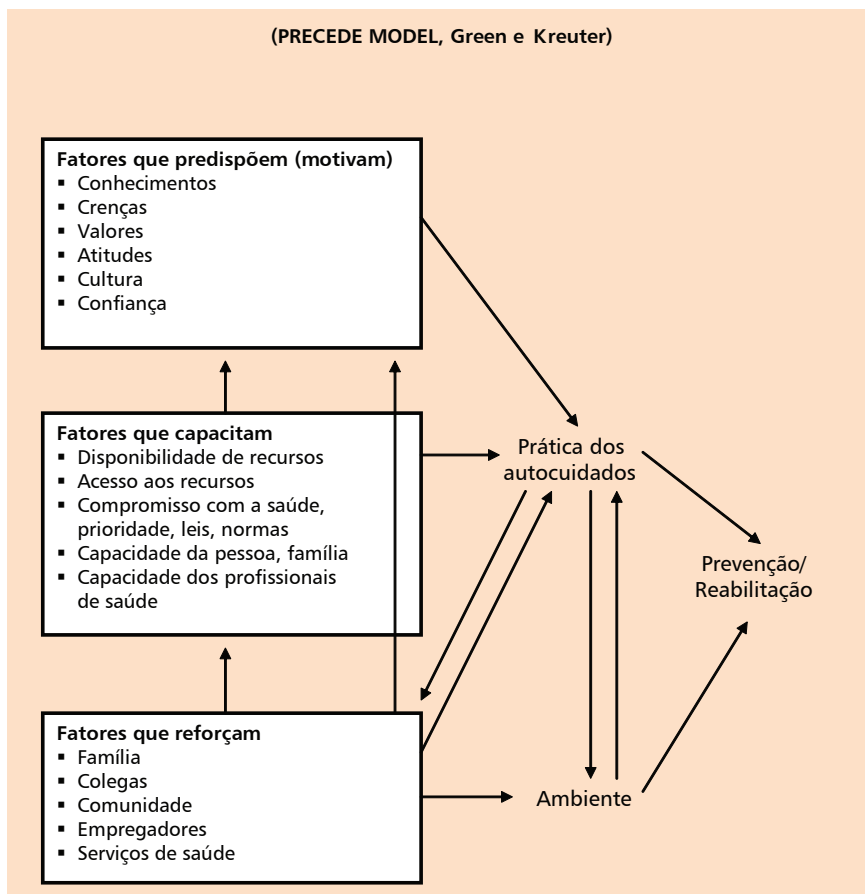 (PRECEDE MODEL, Green e Kreuter)
Fatores que predispõem (motivam)
▪ Conhecimentos
▪ Crenças
▪ Valores
▪ Atitudes
▪ Cultura
▪ Confiança
Fatores que capacitam
▪ Disponibilidade de recursos
▪ Acesso aos recursos
▪ Compromisso com a saúde,
prioridade, leis, normas
▪ Capacidade da pessoa, família
▪ Capacidade dos profissionais
de saúde
Fatores que reforçam
▪ Família
▪ Colegas
▪ Comunidade
▪ Empregadores
▪ Serviços de saúde
Prática dos
autocuidados
Ambiente
Prevenção/
Reabilitação